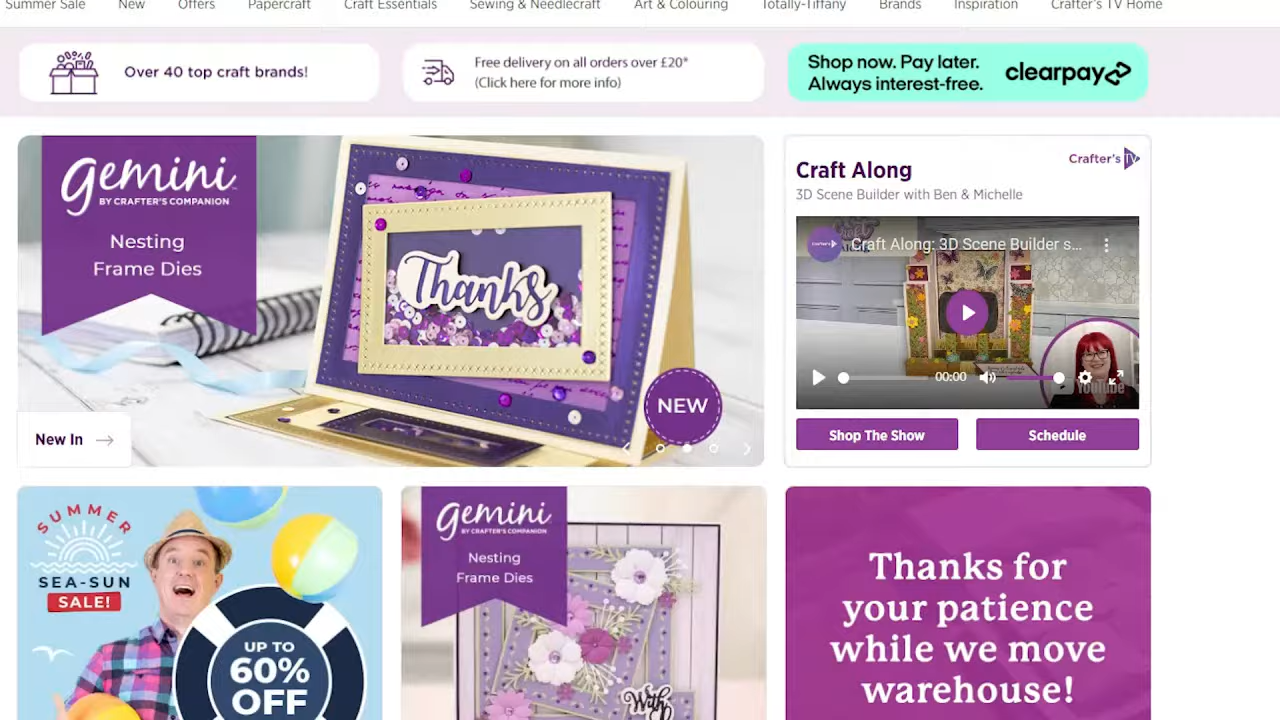 Summer Sale
New
Offers
Papercraft
Craft Essentials
Sewing & Needlecraft
Art & Colouring
Totally-Tiffany
Brands
Inspiration
Crafter's TV Home
Over 40 top craft brands!
Free delivery on all orders over £20*
(Click here for more info)
Shop now. Pay later.
Always interest-free.
clearpay
gemini
BY CRAFTER'S COMPANION
Nesting
Frame Dies
Thanks
NEW
New In
Craft Along
Crafter's TV
3D Scene Builder with Ben & Michelle
Craft Along: 3D Scene Builder s...
00:00
YouTube
Shop The Show
Schedule
SUMMER
SEA-SUN
SALE!
UP TO
60%
OFF
gemini
BY CRAFTER'S COMPANION
Nesting
Frame Dies
With
Thanks for
your patience
while we move
warehouse!